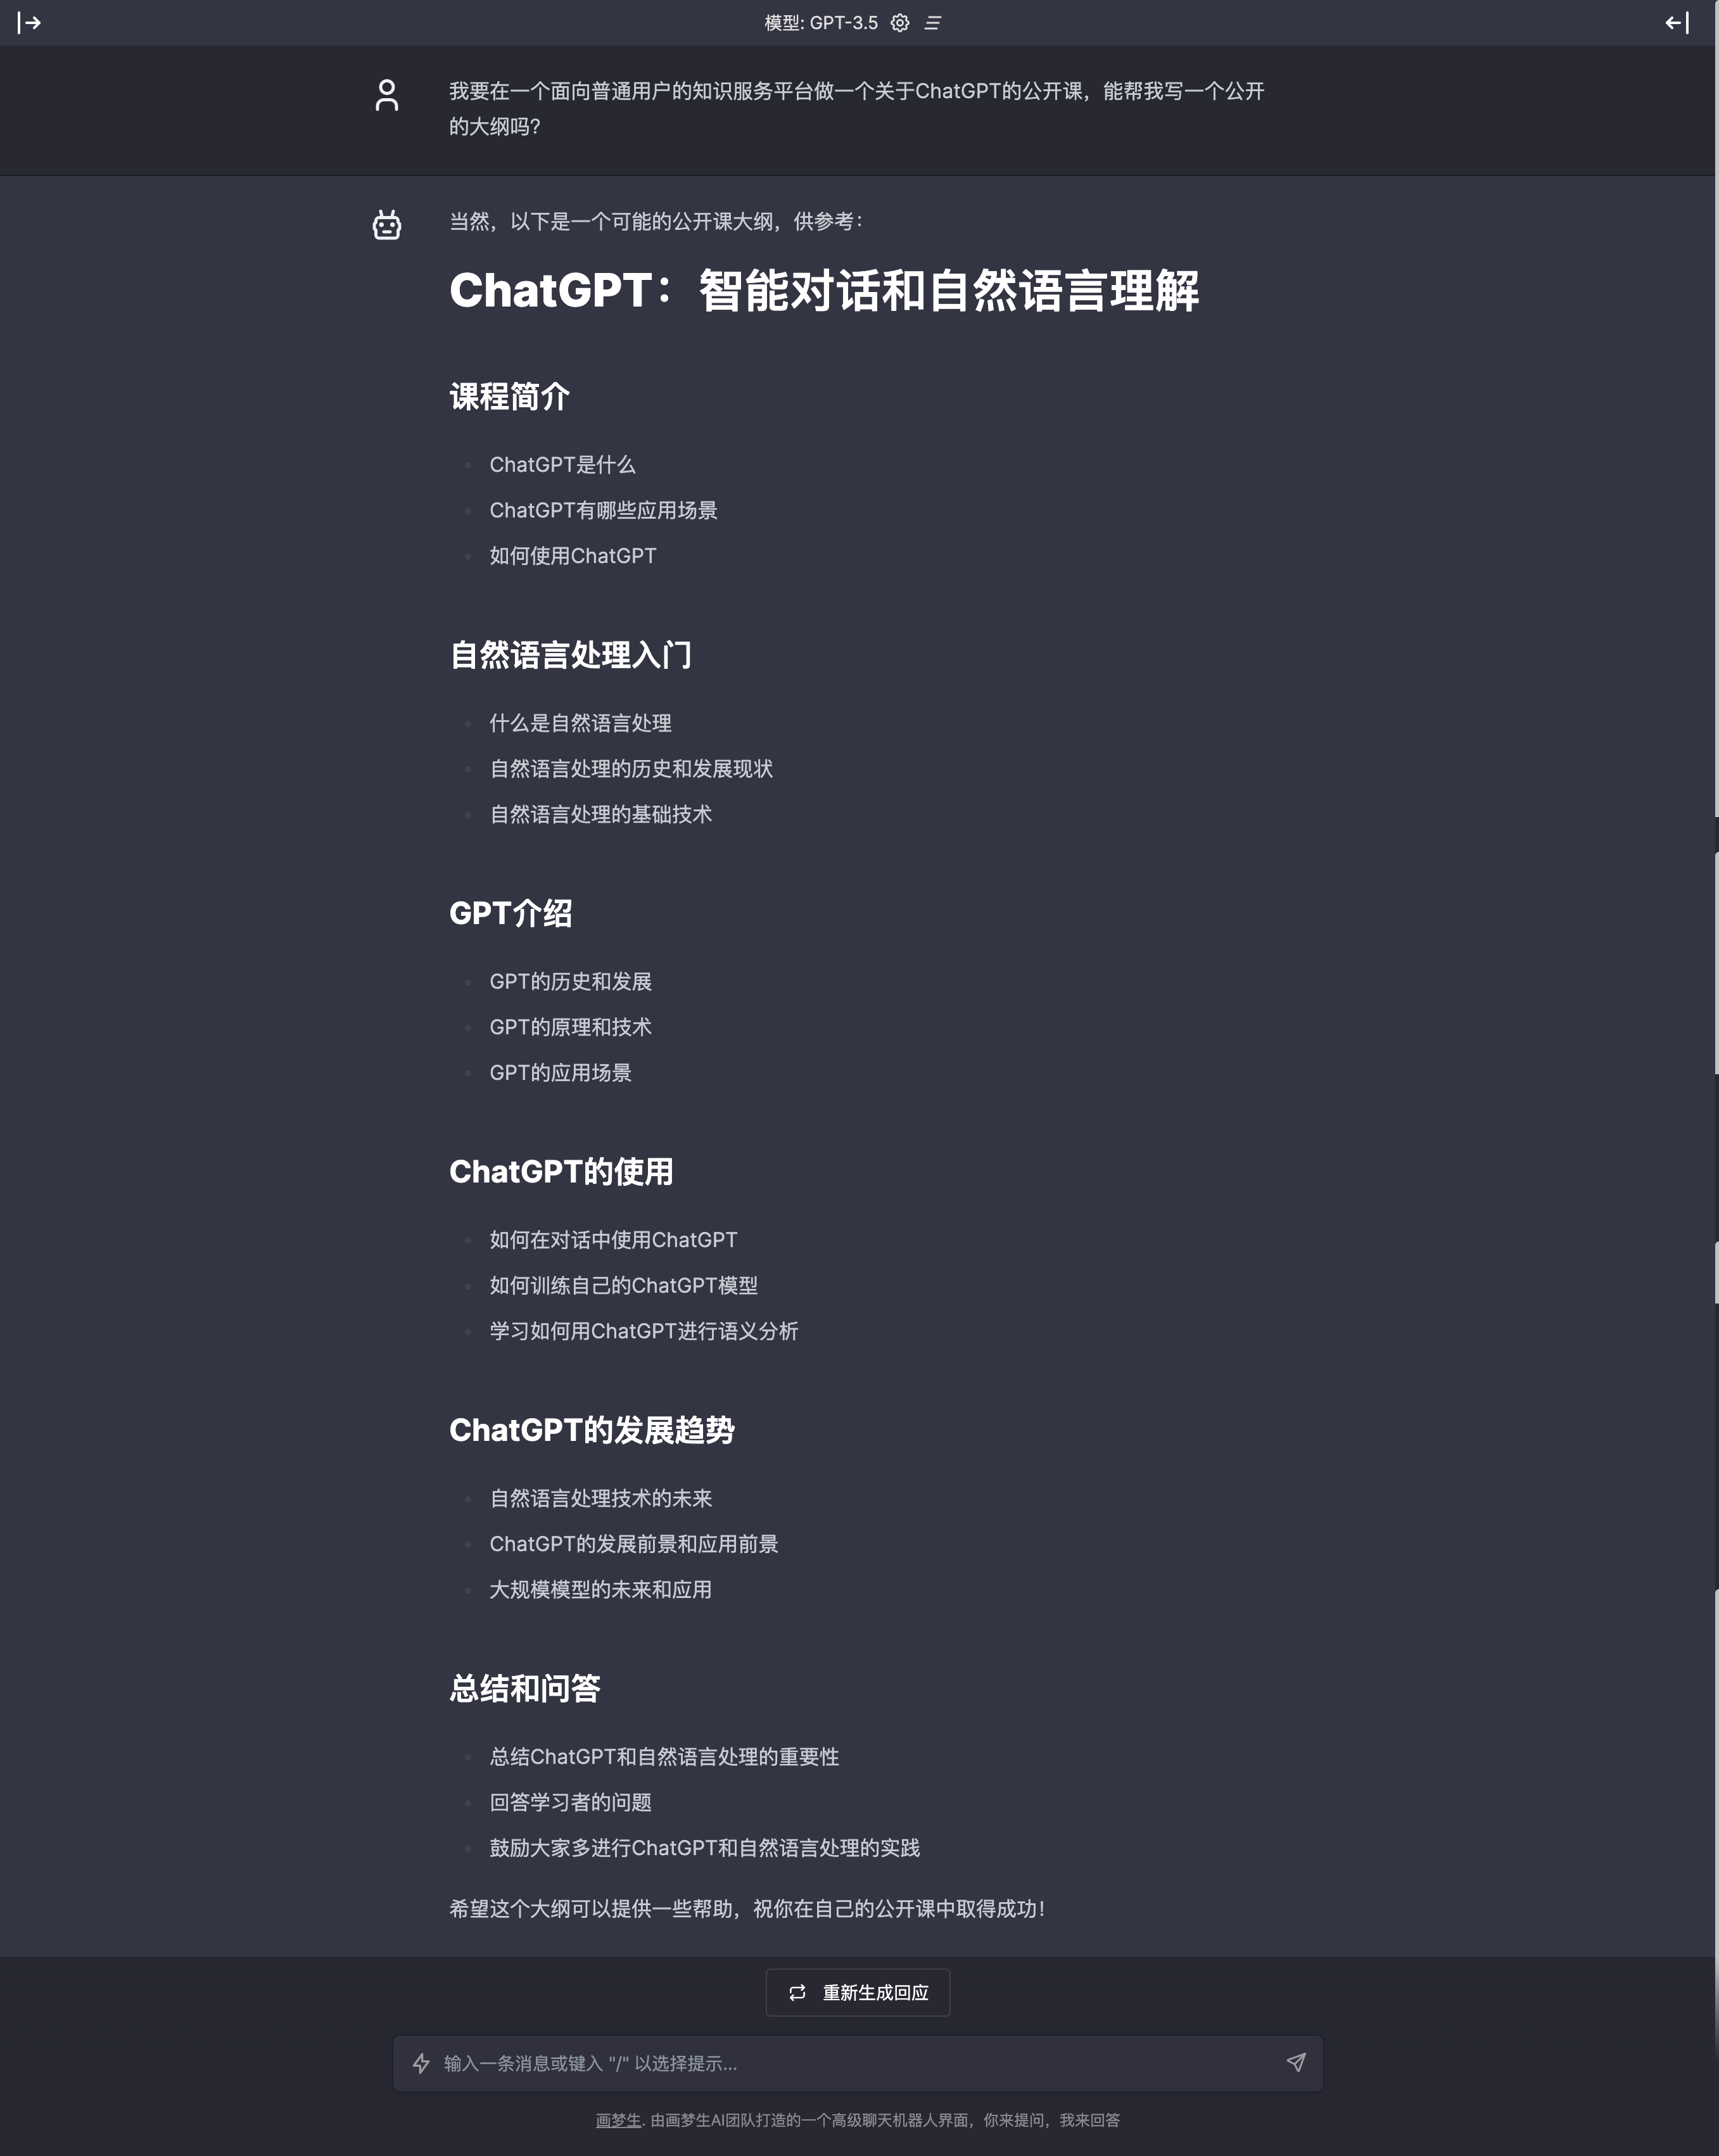 模型: GPT-3.5
我要在一个面向普通用户的知识服务平台做一个关于ChatGPT的公开课，能帮我写一个公开
的大纲吗?
当然，以下是一个可能的公开课大纲，供参考：
ChatGPT：智能对话和自然语言理解
课程简介
ChatGPT是什么
ChatGPT有哪些应用场景
如何使用ChatGPT
自然语言处理入门
什么是自然语言处理
自然语言处理的历史和发展现状
自然语言处理的基础技术
GPT介绍
GPT的历史和发展
GPT的原理和技术
GPT的应用场景
ChatGPT的使用
如何在对话中使用ChatGPT
如何训练自己的ChatGPT模型
学习如何用ChatGPT进行语义分析
ChatGPT的发展趋势
自然语言处理技术的未来
ChatGPT的发展前景和应用前景
大规模模型的未来和应用
总结和问答
总结ChatGPT和自然语言处理的重要性
回答学习者的问题
鼓励大家多进行ChatGPT和自然语言处理的实践
希望这个大纲可以提供一些帮助，祝你在自己的公开课中取得成功！
重新生成回应
输入一条消息或键入 "/" 以选择提示...
画梦生. 由画梦生AI团队打造的一个高级聊天机器人界面，你来提问，我来回答